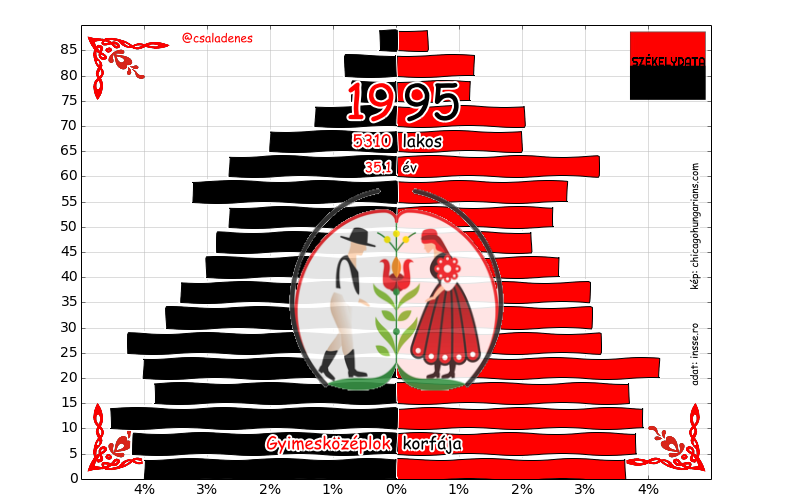 @csaladenes
SZÉKELYDATA
1995
5310 lakos
35.1 év
Gyimesközéplok korfája
kép: chicagohungarians.com
adat: insse.ro
85
80
75
70
65
60
55
50
45
40
35
30
25
20
15
10
5
0
4% 3% 2% 1% 0% 1% 2% 3% 4%